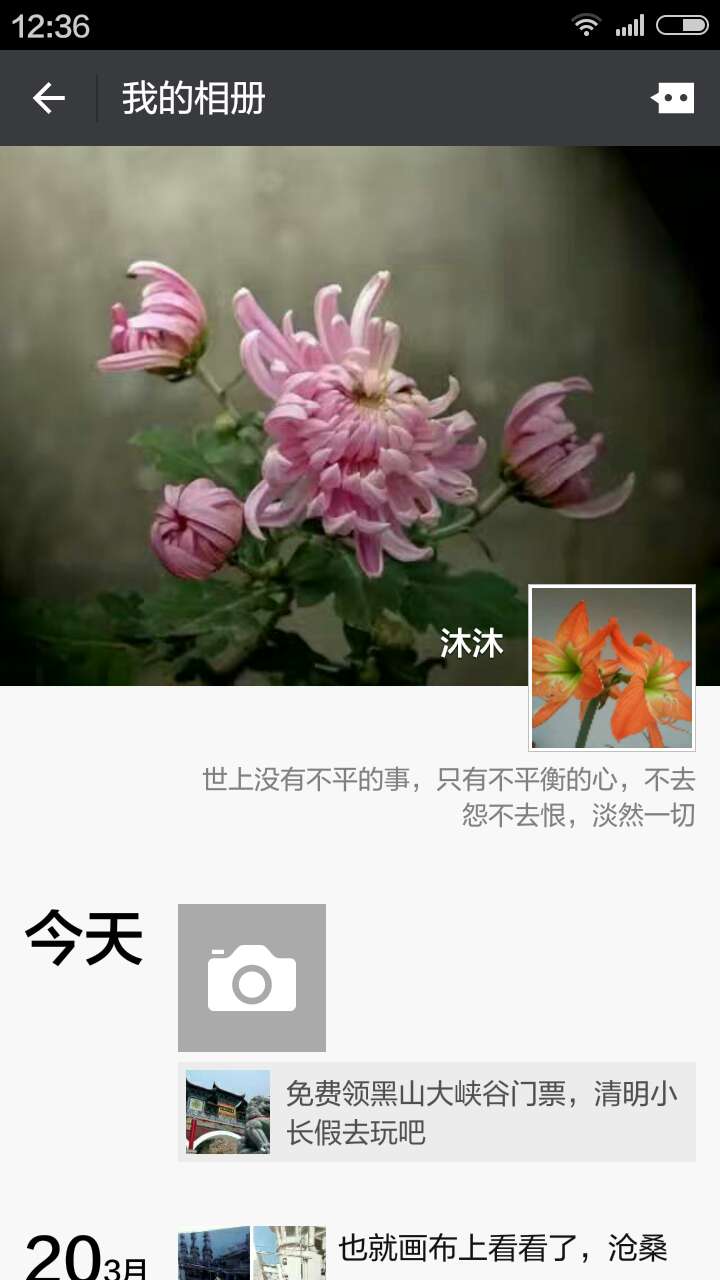 12:36
我的相册
沐沐
世上没有不平的事，只有不平衡的心，不去
怨不去恨，淡然一切
今天
免费领黑山大峡谷门票，清明小
长假去玩吧
20 3月
也就画布上看看了，沧桑